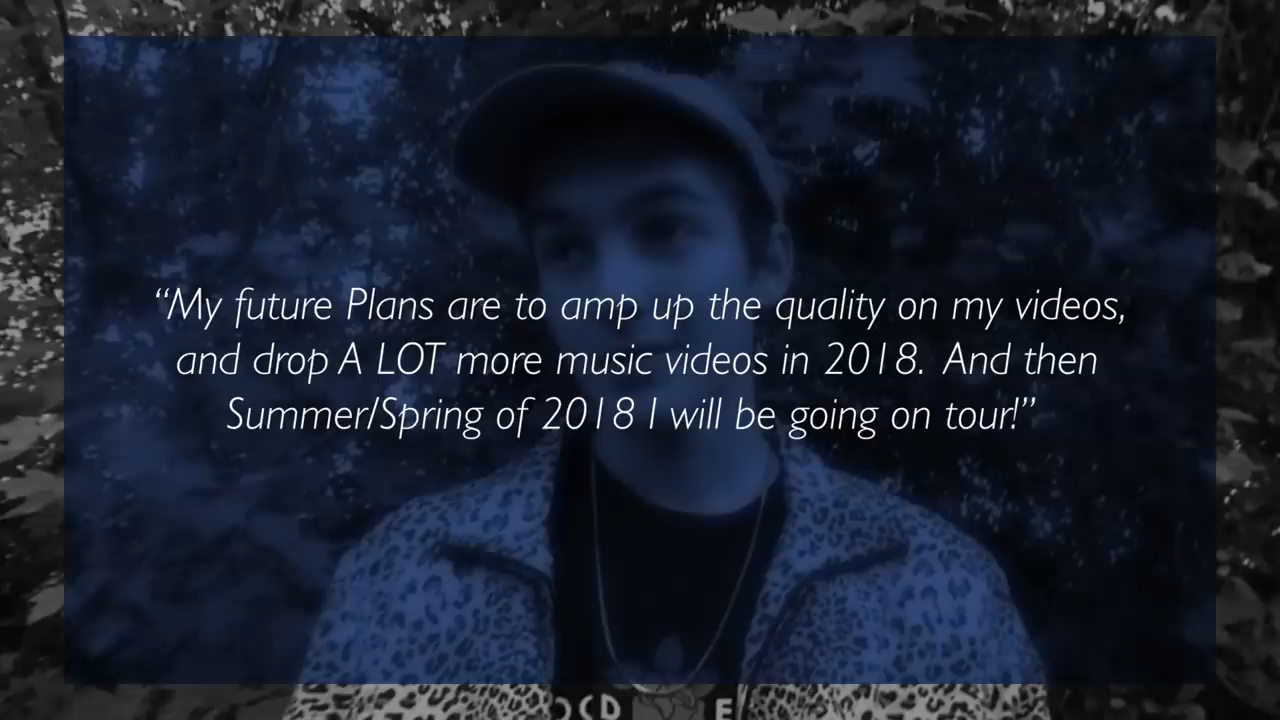 “My future Plans are to amp up the quality on my videos,
and drop A LOT more music videos in 2018. And then
Summer/Spring of 2018 I will be going on tour!”